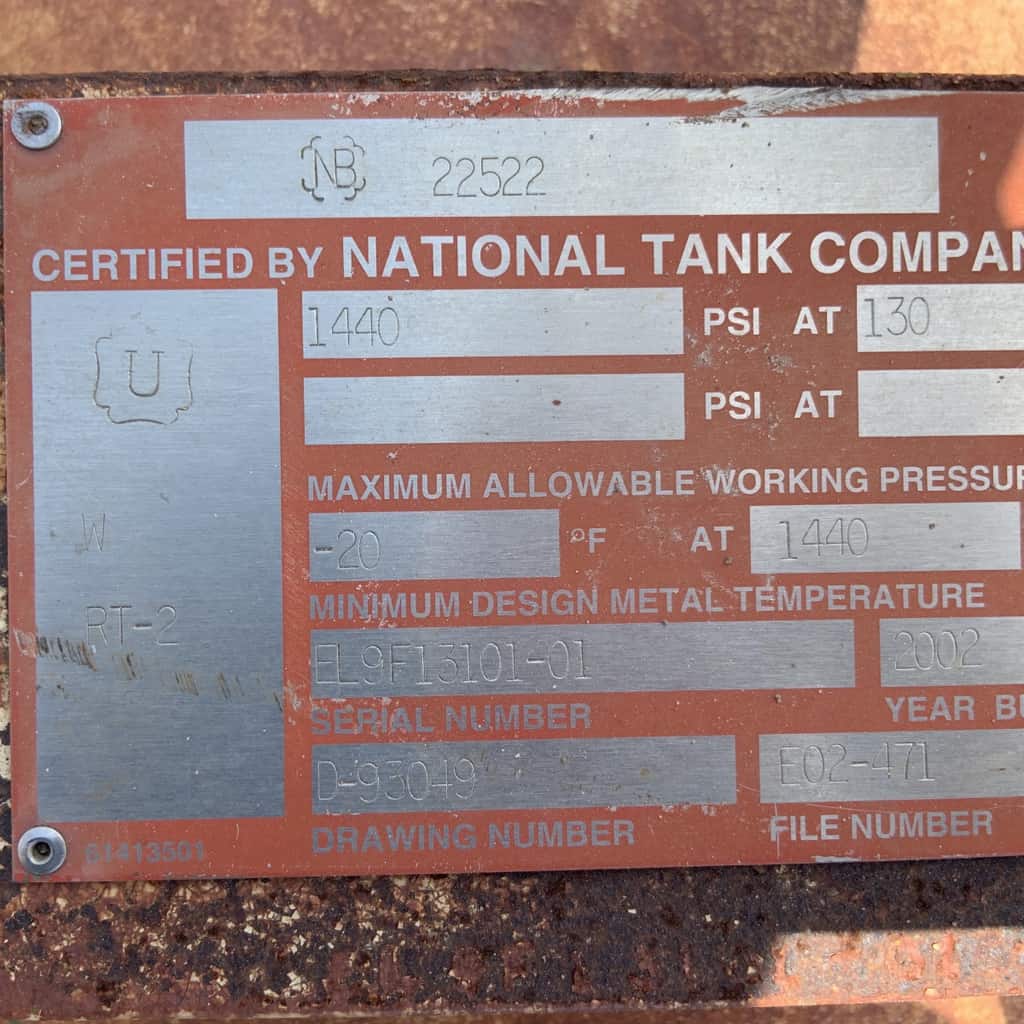 NB 22522
CERTIFIED BY NATIONAL TANK COMPAN
U
1440 PSI AT 130
PSI AT
MAXIMUM ALLOWABLE WORKING PRESSUR
W
-20 °F AT 1440
MINIMUM DESIGN METAL TEMPERATURE
RT-2
EL9F13101-01 2002
SERIAL NUMBER YEAR BU
D-93049 E02-471
DRAWING NUMBER FILE NUMBER
61413501